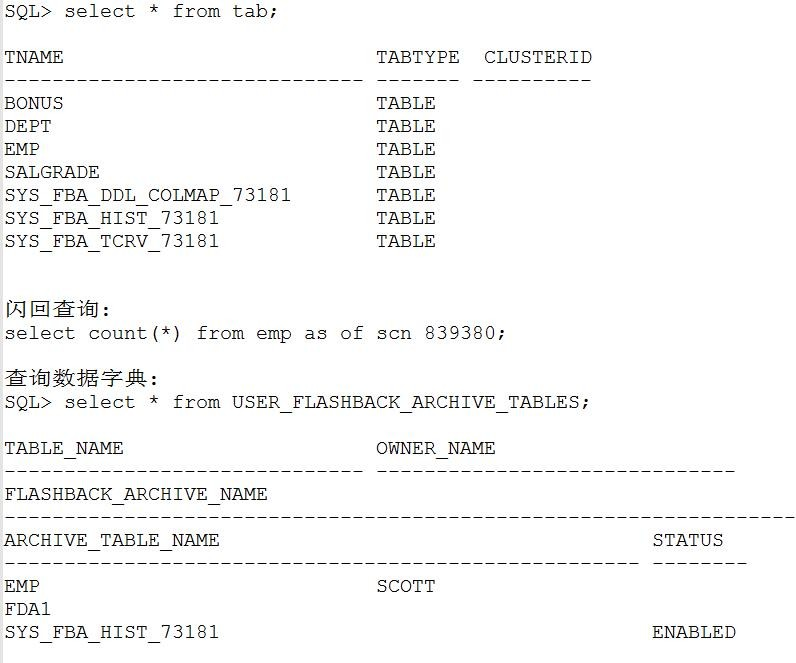 SQL> select * from tab;
TNAME                          TABTYPE  CLUSTERID
------------------------------ ------- ----------
BONUS                          TABLE
DEPT                           TABLE
EMP                            TABLE
SALGRADE                       TABLE
SYS_FBA_DDL_COLMAP_73181       TABLE
SYS_FBA_HIST_73181             TABLE
SYS_FBA_TCRV_73181             TABLE
闪回查询:
select count(*) from emp as of scn 839380;
查询数据字典:
SQL> select * from USER_FLASHBACK_ARCHIVE_TABLES;
TABLE_NAME                     OWNER_NAME
------------------------------ ------------------------------
FLASHBACK_ARCHIVE_NAME
------------------------------------------------------------------
ARCHIVE_TABLE_NAME                                    STATUS
----------------------------------------------------- --------
EMP                            SCOTT
FDA1
SYS_FBA_HIST_73181                                    ENABLED